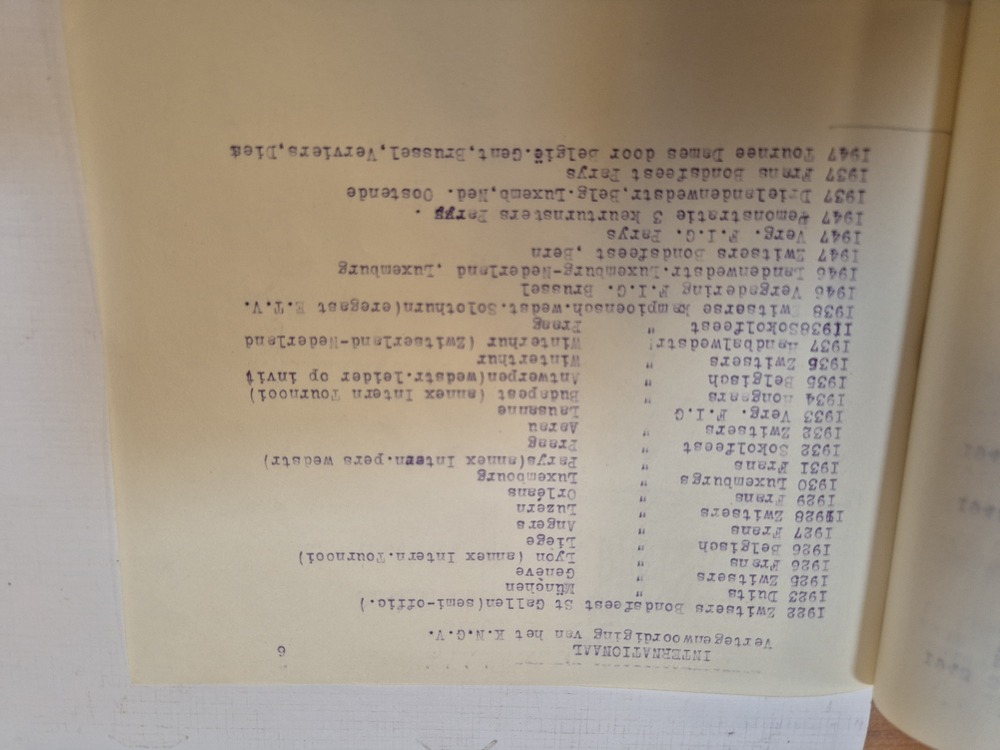 INTERNATIONAAL 6
Vertegenwoordiging van het K.N.G.V.
1922 Zwitsers Bondsfeest St Gallen(semi-offic.)
1923 Duits " München
1925 Zwitsers " Genève
1926 Frans Lyon (annex Intern.Tournooi)
1926 Belgisch " Liège
1927 Frans " Angers
1928 Zwitsers " Luzern
1929 Frans " Orléans
1930 Luxemburgs " Luxembourg
1931 Frans " Parys(annex Intern.pers wedstr)
1932 Sokolfeest " Praag
1932 Zwitsers " Aarau
1933 Verg. F.I.G Lausanne
1934 Hongaars " Budapest (annex Intern Tournooi)
1935 Belgisch " Antwerpen(wedstr.leider op invit
1936 Zwitsers " Winterthur
1937 Handbalwedstr! Winterhur (Zwitserland-Nederland
1938Sokolfeest " Praag
1938 Zwitserse kampioensch.wedst.Solothurn(eregast E.T.V.
1946 Vergadering F.I.G. Brussel
1946 Landenwedstr.Luxemburg-Nederland ,Luxemburg
1947 Zwitsers Bondsfeest ,Bern
1947 Verg. F.I.G. Parys
1947 Demonstratie 3 keurturnsters Parys .
1937 Drielandenwedstr,Belg.Luxemb,Ned. Oostende
1937 Frans Bondsfeest Parys
1947 Tournee Dames door België.Gent,Brussel,Verviers,Diest